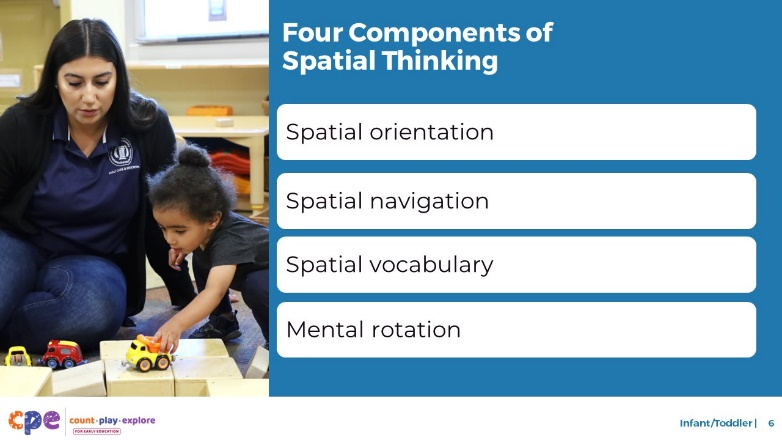 Four Components of
Spatial Thinking
Spatial orientation
Spatial navigation
Spatial vocabulary
Mental rotation
cpe
count·play·explore
FOR EARLY EDUCATION
Infant/Toddler | 6